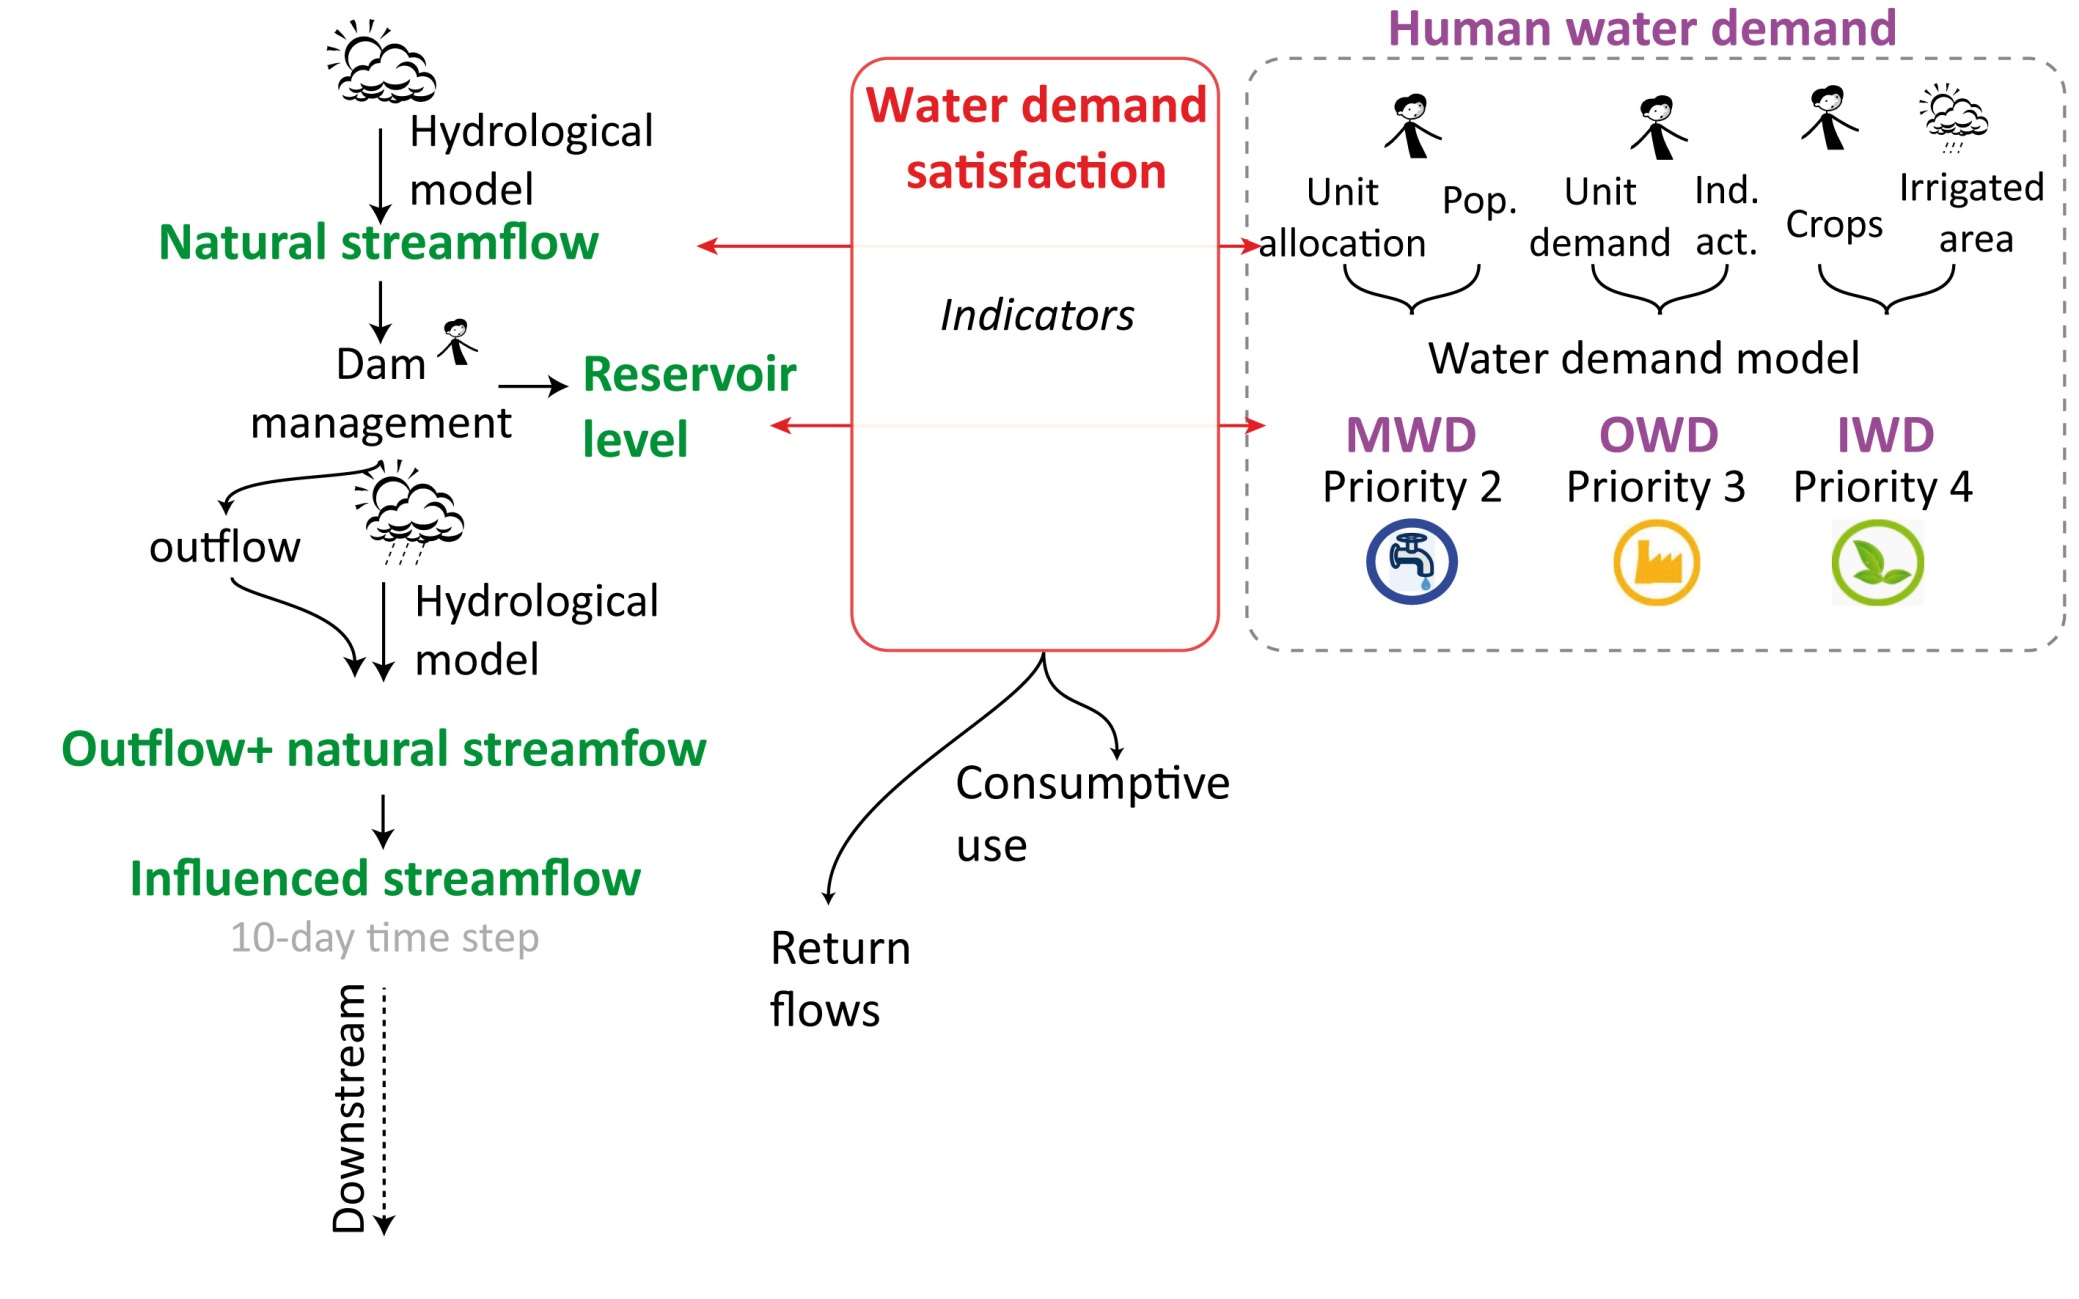 Human water demand
Hydrological
model
Natural streamflow
Dam
management
Reservoir
level
outflow
Hydrological
model
Outflow+ natural streamfow
Influenced streamflow
10-day time step
Downstream
Water demand
satisfaction
Indicators
Consumptive
use
Return
flows
Unit
allocation
Pop.
Unit
demand
Ind.
act.
Crops
Irrigated
area
Water demand model
MWD
Priority 2
OWD
Priority 3
IWD
Priority 4